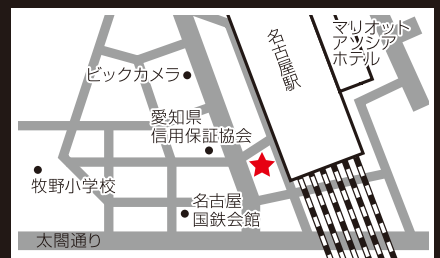 マリオット
アソシア
ホテル
名古屋駅
ビックカメラ
愛知県
信用保証協会
牧野小学校
名古屋
国鉄会館
太閤通り